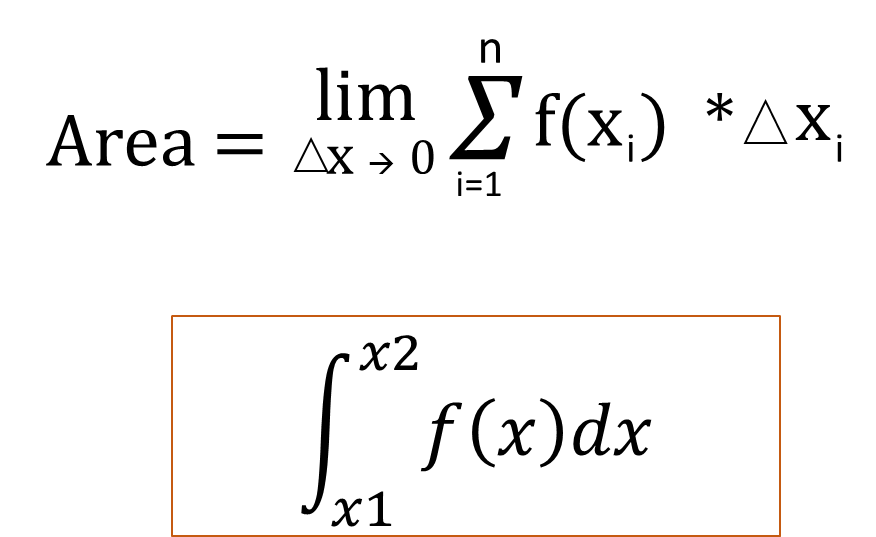 Area = lim △x → 0 n ∑ i=1 f(xᵢ) * △xᵢ
∫ x2 x1 f(x)dx